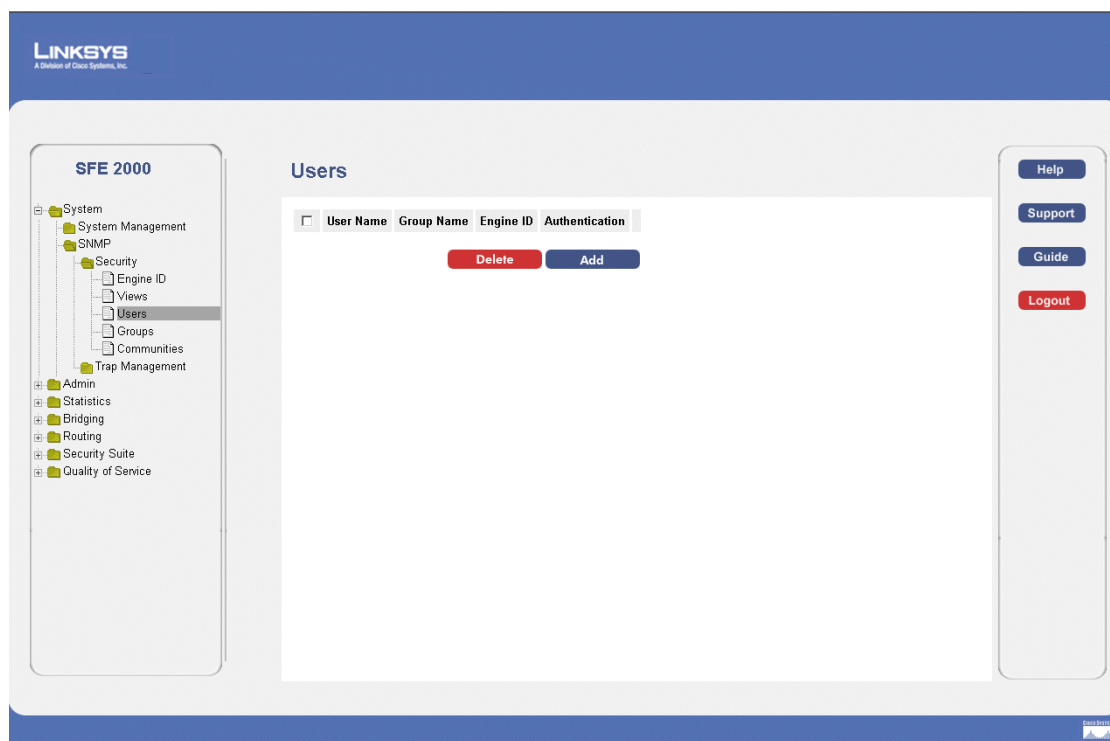 LINKSYS
A Division of Cisco Systems, Inc.
SFE 2000
System
System Management
SNMP
Security
Engine ID
Views
Users
Groups
Communities
Trap Management
Admin
Statistics
Bridging
Routing
Security Suite
Quality of Service
Users
User Name Group Name Engine ID Authentication
Delete Add
Help
Support
Guide
Logout